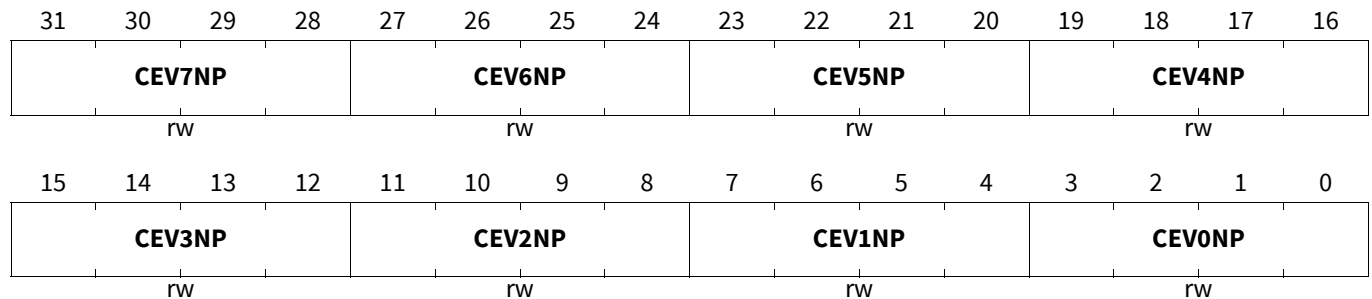 31 30 29 28 27 26 25 24 23 22 21 20 19 18 17 16
CEV7NP CEV6NP CEV5NP CEV4NP
rw rw rw rw
15 14 13 12 11 10 9 8 7 6 5 4 3 2 1 0
CEV3NP CEV2NP CEV1NP CEV0NP
rw rw rw rw